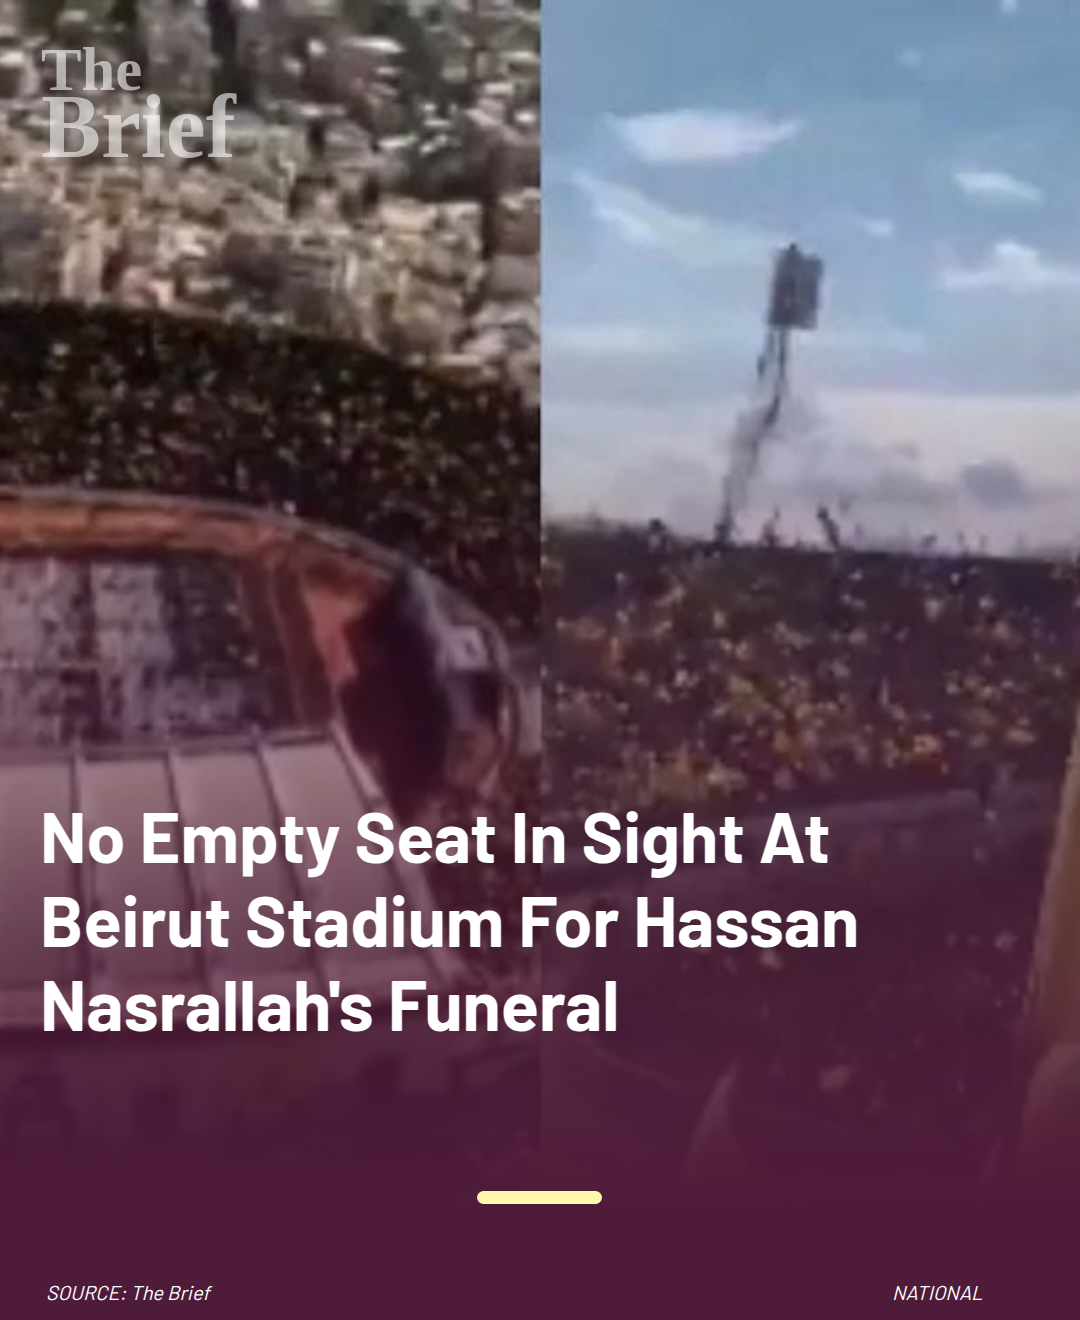 The
Brief
No Empty Seat In Sight At
Beirut Stadium For Hassan
Nasrallah's Funeral
SOURCE: The Brief
NATIONAL